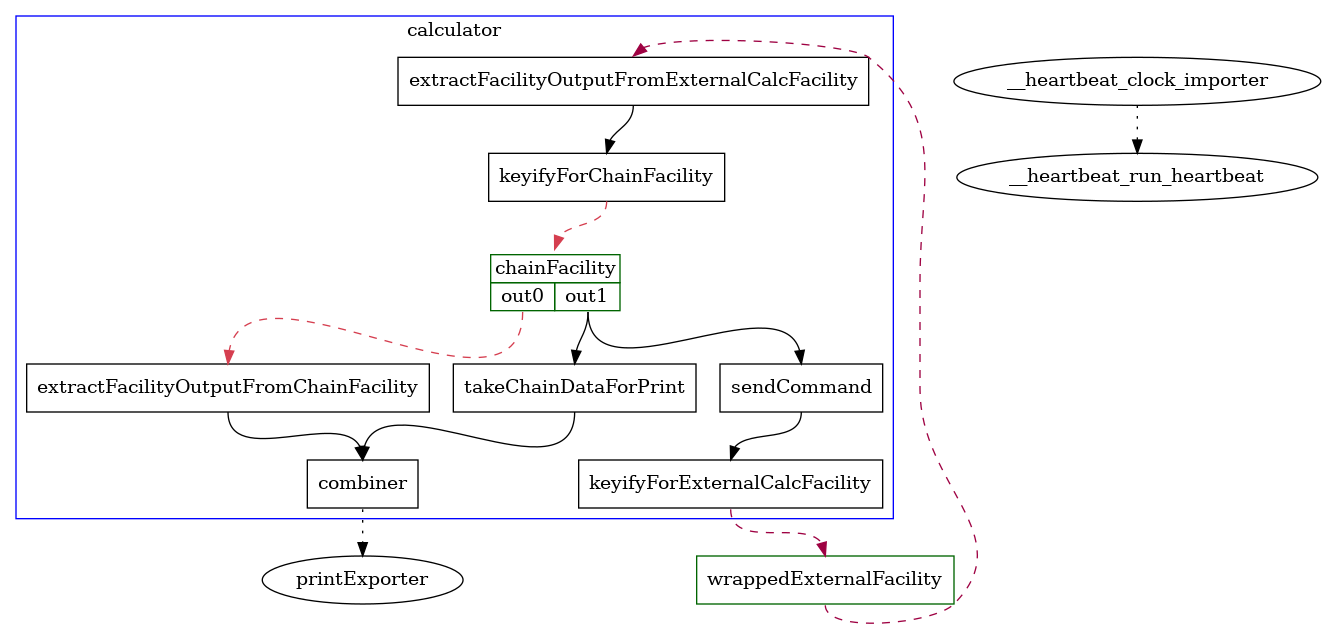 calculator
extractFacilityOutputFromExternalCalcFacility
__heartbeat_clock_importer
keyifyForChainFacility
__heartbeat_run_heartbeat
chainFacility
out0 out1
extractFacilityOutputFromChainFacility
takeChainDataForPrint
sendCommand
combiner
keyifyForExternalCalcFacility
printExporter
wrappedExternalFacility